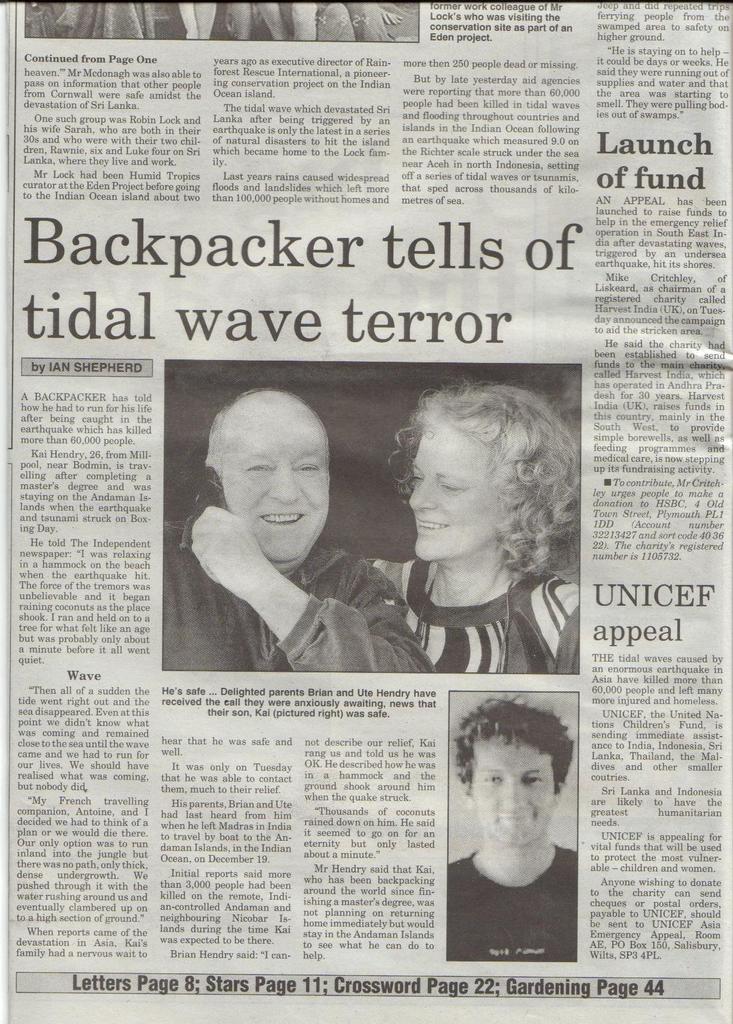 former work colleague of Mr
Lock's who was visiting the
conservation site as part of an
Eden project.
Continued from Page One
heaven.'" Mr Mcdonagh was also able to
pass on information that other people
from Cornwall were safe amidst the
devastation of Sri Lanka.
One such group was Robin Lock and
his wife Sarah, who are both in their
30s and who were with their two chil-
dren, Rawnie, six and Luke four on Sri
Lanka, where they live and work.
Mr Lock had been Humid Tropics
curator at the Eden Project before going
to the Indian Ocean island about two
years ago as executive director of Rain-
forest Rescue International, a pioneer-
ing conservation project on the Indian
Ocean island.
The tidal wave which devastated Sri
Lanka after being triggered by an
earthquake is only the latest in a series
of natural disasters to hit the island
which became home to the Lock fam-
ily.
Last years rains caused widespread
floods and landslides which left more
than 100,000 people without homes and
more then 250 people dead or missing.
But by late yesterday aid agencies
were reporting that more than 60,000
people had been killed in tidal waves
and flooding throughout countries and
islands in the Indian Ocean following
an earthquake which measured 9.0 on
the Richter scale struck under the sea
near Aceh in north Indonesia, setting
off a series of tidal waves or tsunamis,
that sped across thousands of kilo-
metres of sea.
Jeep and did repeated trips
ferrying people from the
swamped area to safety on
higher ground.
"He is staying on to help –
it could be days or weeks. He
said they were running out of
supplies and water and that
the area was starting to
smell. They were pulling bod-
ies out of swamps."
Backpacker tells of
tidal wave terror
by IAN SHEPHERD
A BACKPACKER has told
how he had to run for his life
after being caught in the
earthquake which has killed
more than 60,000 people.
Kai Hendry, 26, from Mill-
pool, near Bodmin, is trav-
elling after completing a
master's degree and was
staying on the Andaman Is-
lands when the earthquake
and tsunami struck on Box-
ing Day.
He told The Independent
newspaper: "I was relaxing
in a hammock on the beach
when the earthquake hit.
The force of the tremors was
unbelievable and it began
raining coconuts as the place
shook. I ran and held on to a
tree for what felt like an age
but was probably only about
a minute before it all went
quiet.
Wave
"Then all of a sudden the
tide went right out and the
sea disappeared. Even at this
point we didn't know what
was coming and remained
close to the sea until the wave
came and we had to run for
our lives. We should have
realised what was coming,
but nobody did.
"My French travelling
companion, Antoine, and I
decided we had to think of a
plan or we would die there.
Our only option was to run
inland into the jungle but
there was no path, only thick,
dense undergrowth. We
pushed through it with the
water rushing around us and
eventually clambered up on
to a high section of ground."
When reports came of the
devastation in Asia, Kai's
family had a nervous wait to
He's safe ... Delighted parents Brian and Ute Hendry have
received the call they were anxiously awaiting, news that
their son, Kai (pictured right) was safe.
hear that he was safe and
well.
It was only on Tuesday
that he was able to contact
them, much to their relief.
His parents, Brian and Ute
had last heard from him
when he left Madras in India
to travel by boat to the An-
daman Islands, in the Indian
Ocean, on December 19.
Initial reports said more
than 3,000 people had been
killed on the remote, Indi-
an-controlled Andaman and
neighbouring Nicobar Is-
lands during the time Kai
was expected to be there.
Brian Hendry said: "I can-
not describe our relief, Kai
rang us and told us he was
OK. He described how he was
in a hammock and the
ground shook around him
when the quake struck.
"Thousands of coconuts
rained down on him. He said
it seemed to go on for an
eternity but only lasted
about a minute."
Mr Hendry said that Kai,
who has been backpacking
around the world since fin-
ishing a master's degree, was
not planning on returning
home immediately but would
stay in the Andaman Islands
to see what he can do to
help.
Launch
of fund
AN APPEAL has been
launched to raise funds to
help in the emergency relief
operation in South East In-
dia after devastating waves,
triggered by an undersea
earthquake, hit its shores.
Mike Critchley, of
Liskeard, as chairman of a
registered charity called
Harvest India (UK), on Tues-
day announced the campaign
to aid the stricken area.
He said the charity had
been established to send
funds to the main charity,
called Harvest India, which
has operated in Andhra Pra-
desh for 30 years. Harvest
India (UK), raises funds in
this country, mainly in the
South West, to provide
simple borewells, as well as
feeding programmes and
medical care, is now stepping
up its fundraising activity.
■ To contribute, Mr Critch-
ley urges people to make a
donation to HSBC, 4 Old
Town Street, Plymouth PL1
1DD (Account number
32213427 and sort code 40 36
22). The charity's registered
number is 1105732.
UNICEF
appeal
THE tidal waves caused by
an enormous earthquake in
Asia have killed more than
60,000 people and left many
more injured and homeless.
UNICEF, the United Na-
tions Children's Fund, is
sending immediate assist-
ance to India, Indonesia, Sri
Lanka, Thailand, the Mal-
dives and other smaller
coutries.
Sri Lanka and Indonesia
are likely to have the
greatest humanitarian
needs.
UNICEF is appealing for
vital funds that will be used
to protect the most vulner-
able – children and women.
Anyone wishing to donate
to the charity can send
cheques or postal orders,
payable to UNICEF, should
be sent to UNICEF Asia
Emergency Appeal, Room
AE, PO Box 150, Salisbury,
Wilts, SP3 4PL.
Letters Page 8; Stars Page 11; Crossword Page 22; Gardening Page 44